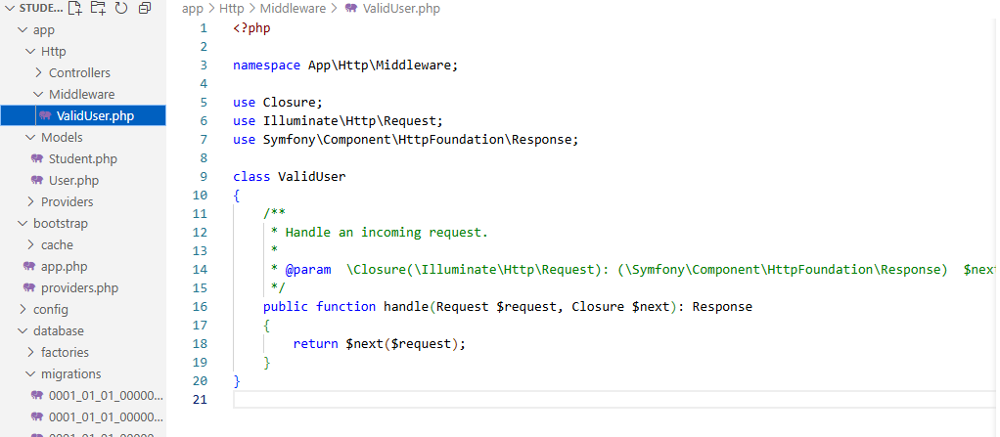 STUDE...
app
Http
Controllers
Middleware
ValidUser.php
Models
Student.php
User.php
Providers
bootstrap
cache
app.php
providers.php
config
database
factories
migrations
0001_01_01_00000...
0001_01_01_00000...
app > Http > Middleware > ValidUser.php
1 <?php
2
3 namespace App\Http\Middleware;
4
5 use Closure;
6 use Illuminate\Http\Request;
7 use Symfony\Component\HttpFoundation\Response;
8
9 class ValidUser
10 {
11 /**
12 * Handle an incoming request.
13 *
14 * @param  \Closure(\Illuminate\Http\Request): (\Symfony\Component\HttpFoundation\Response)  $nex
15 */
16 public function handle(Request $request, Closure $next): Response
17 {
18 return $next($request);
19 }
20 }
21